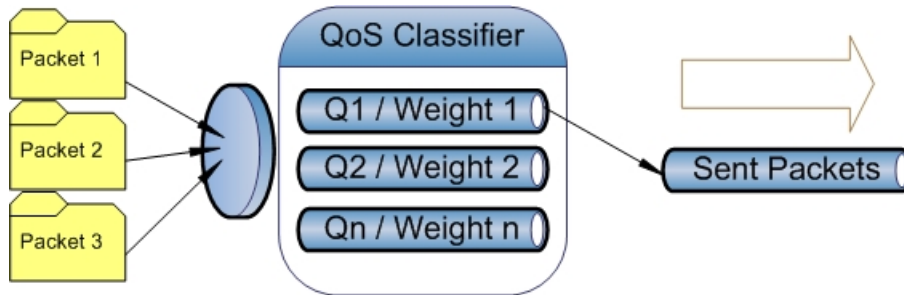 Packet 1
Packet 2
Packet 3
QoS Classifier
Q1 / Weight 1
Q2 / Weight 2
Qn / Weight n
Sent Packets